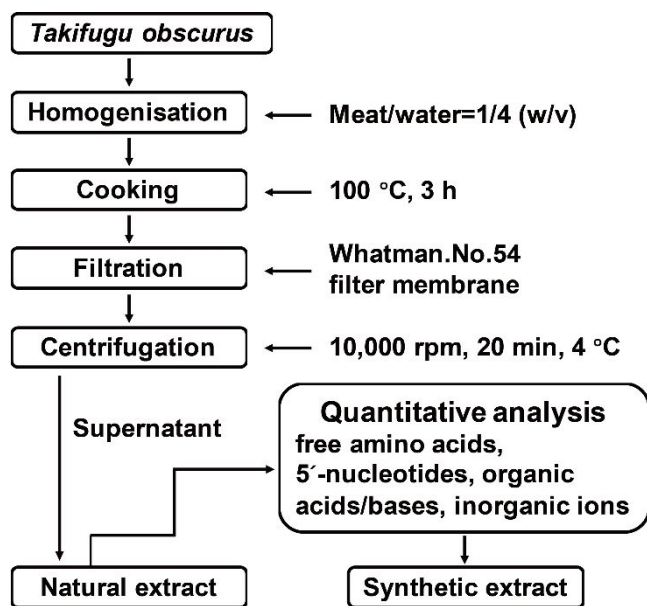 Takifugu obscurus
Homogenisation
Meat/water=1/4 (w/v)
Cooking
100 °C, 3 h
Filtration
Whatman.No.54
filter membrane
Centrifugation
10,000 rpm, 20 min, 4 °C
Supernatant
Quantitative analysis
free amino acids,
5´-nucleotides, organic
acids/bases, inorganic ions
Natural extract
Synthetic extract